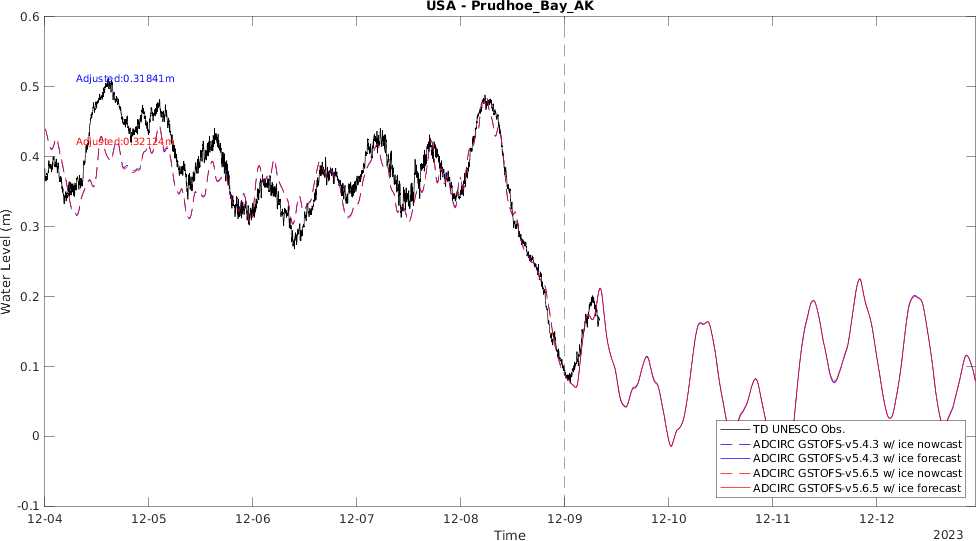 USA - Prudhoe_Bay_AK
0.6
0.5
0.4
0.3
0.2
0.1
0
-0.1
Water Level (m)
Adjusted:0.31841m
Adjusted:0.32124m
TD UNESCO Obs.
ADCIRC GSTOFS-v5.4.3 w/ ice nowcast
ADCIRC GSTOFS-v5.4.3 w/ ice forecast
ADCIRC GSTOFS-v5.6.5 w/ ice nowcast
ADCIRC GSTOFS-v5.6.5 w/ ice forecast
12-04 12-05 12-06 12-07 12-08 12-09 12-10 12-11 12-12
Time
2023